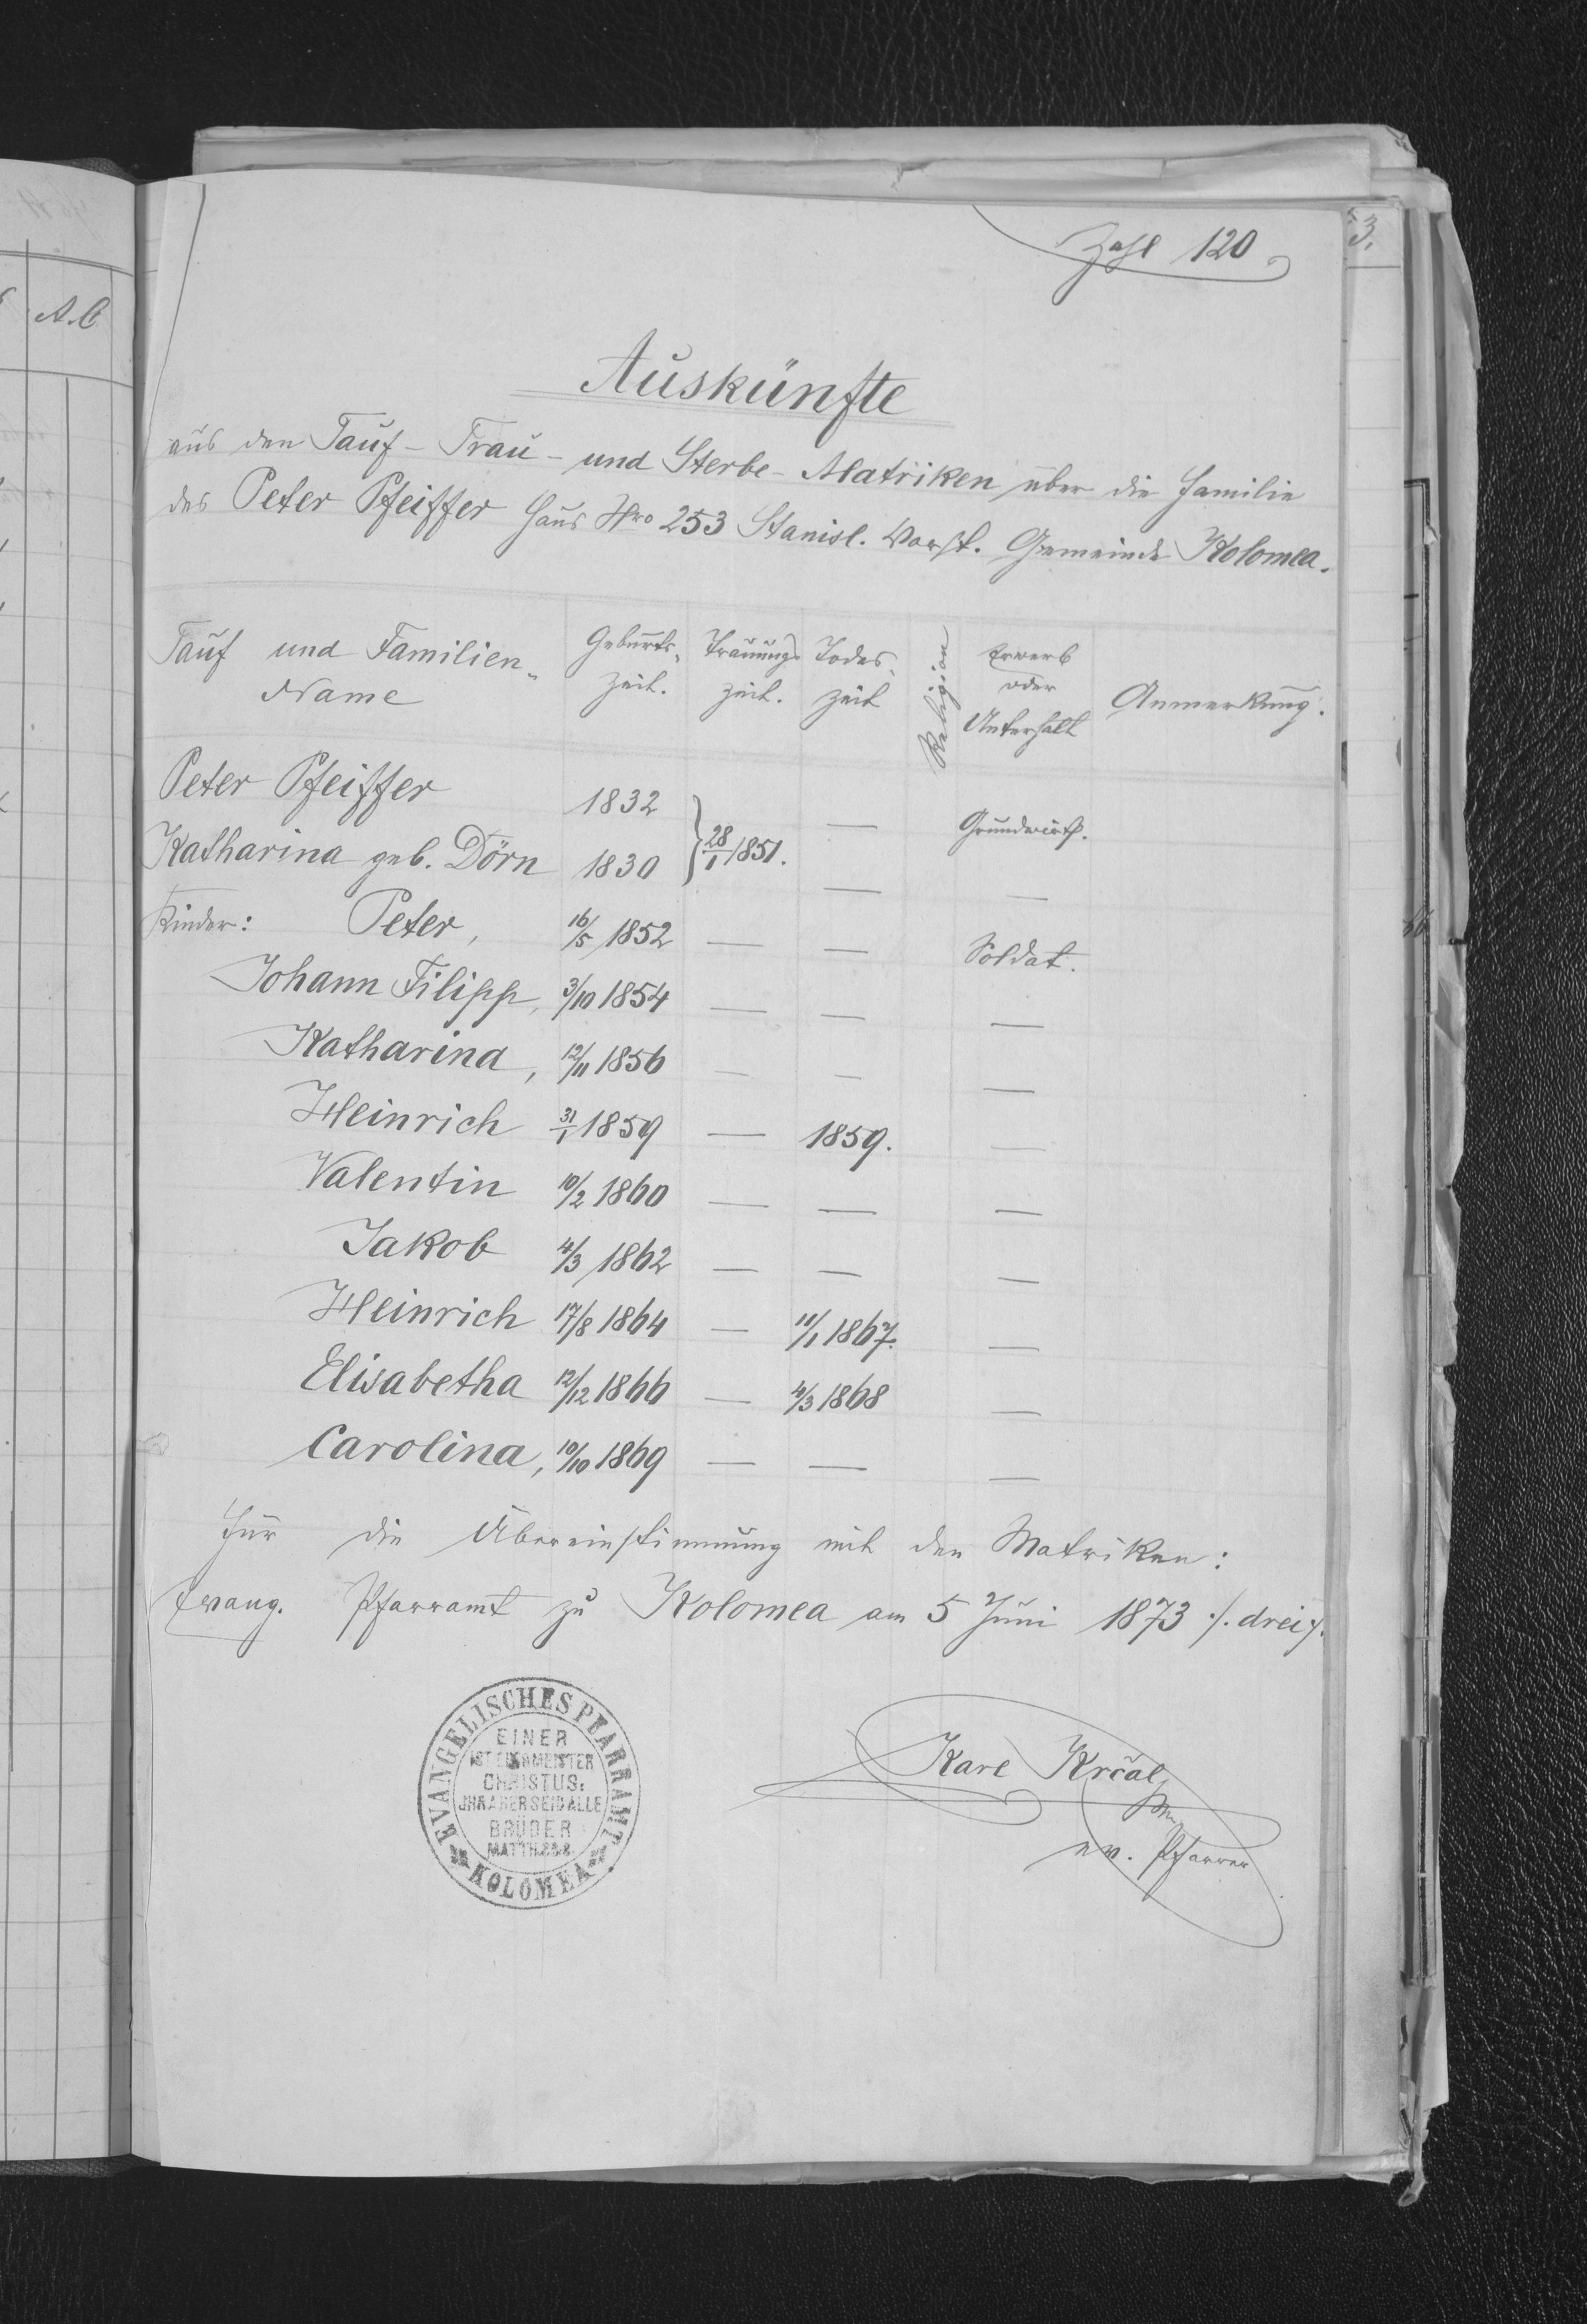 A. C
3.
Zahl 120
Auskünfte
aus den Tauf- Trau- und Sterbe-Matriken über die Familie
des Peter Pfeiffer Haus Nro 253 Stanisl. Vorst. Gemeinde Kolomea.
Tauf und Familien- Name Geburts- zeit. Trauungs zeit. Todes- zeit Religion Erwerb oder Unterhalt Anmerkung.
Peter Pfeiffer 1832 — Grundwirth.
Katharina geb. Dörn 1830 } 28/1 1851. — —
Kinder: Peter, 16/5 1852 — — Soldat.
Johann Filipp, 3/10 1854 — — —
Katharina, 12/11 1856 — — —
Heinrich 31/1 1859 — 1859. —
Valentin 10/2 1860 — — —
Jakob 4/3 1862 — — —
Heinrich 17/8 1864 — 11/1 1867. —
Elisabetha 12/12 1866 — 4/3 1868 —
Carolina, 10/10 1869 — — —
Für die Übereinstimmung mit den Matriken:
Evang. Pfarramt zu Kolomea am 5 Juni 1873 ./. drei ./.
EVANGELISCHES PFARRAMT
KOLOMEA
EINER
IST EUER MEISTER
CHRISTUS:
JHR ABER SEID ALLE
BRÜDER
MATTH. 23.8.
Karl Krčal
ev. Pfarrer